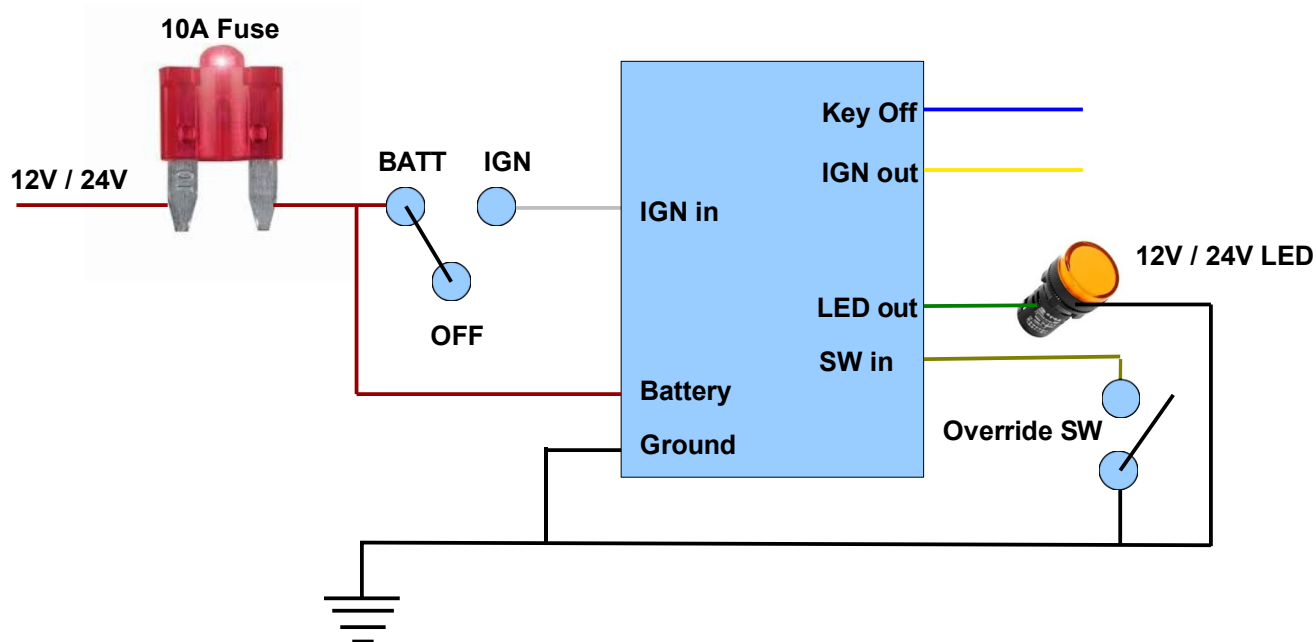 10A Fuse
12V / 24V
BATT
IGN
OFF
IGN in
Battery
Ground
Key Off
IGN out
LED out
SW in
12V / 24V LED
Override SW
10